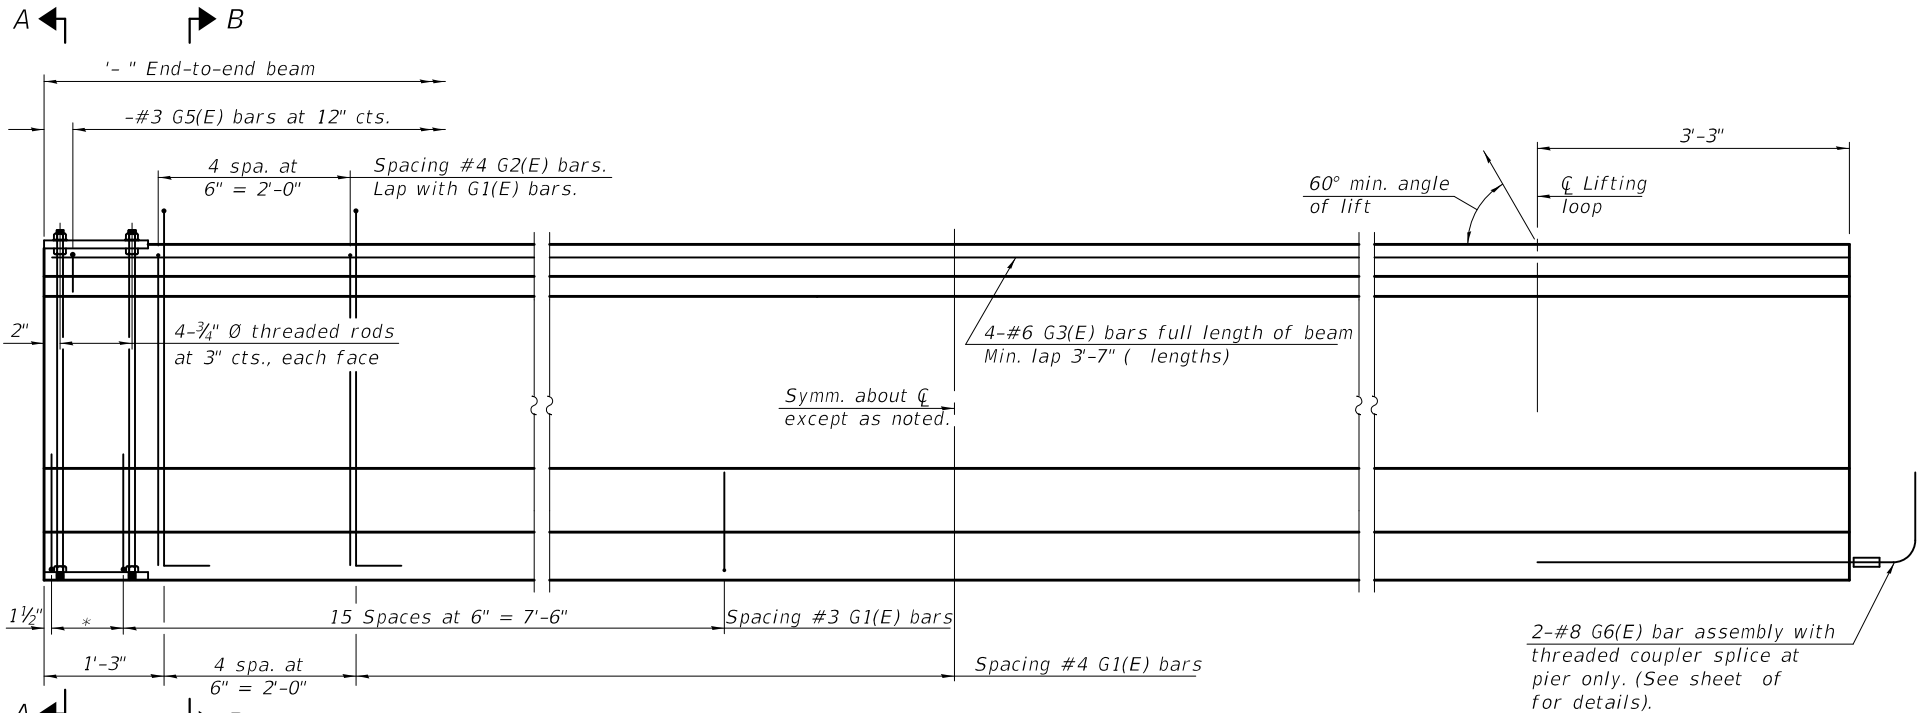 A B
'- " End-to-end beam
-#3 G5(E) bars at 12" cts.
4 spa. at
6" = 2'-0"
Spacing #4 G2(E) bars.
Lap with G1(E) bars.
3'-3"
60° min. angle
of lift
℄ Lifting
loop
2"
4-¾" Ø threaded rods
at 3" cts., each face
4-#6 G3(E) bars full length of beam
Min. lap 3'-7" ( lengths)
Symm. about ℄
except as noted.
1½"
*
15 Spaces at 6" = 7'-6"
Spacing #3 G1(E) bars
1'-3"
4 spa. at
6" = 2'-0"
Spacing #4 G1(E) bars
2-#8 G6(E) bar assembly with
threaded coupler splice at
pier only. (See sheet of
for details).
A